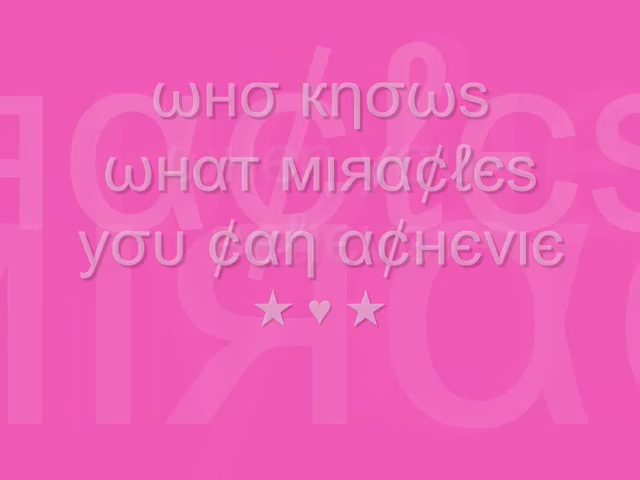 ωнσ кησωѕ
ωнαт мιяα¢ℓєѕ
уσυ ¢αη α¢нєνιє
★ ♥ ★